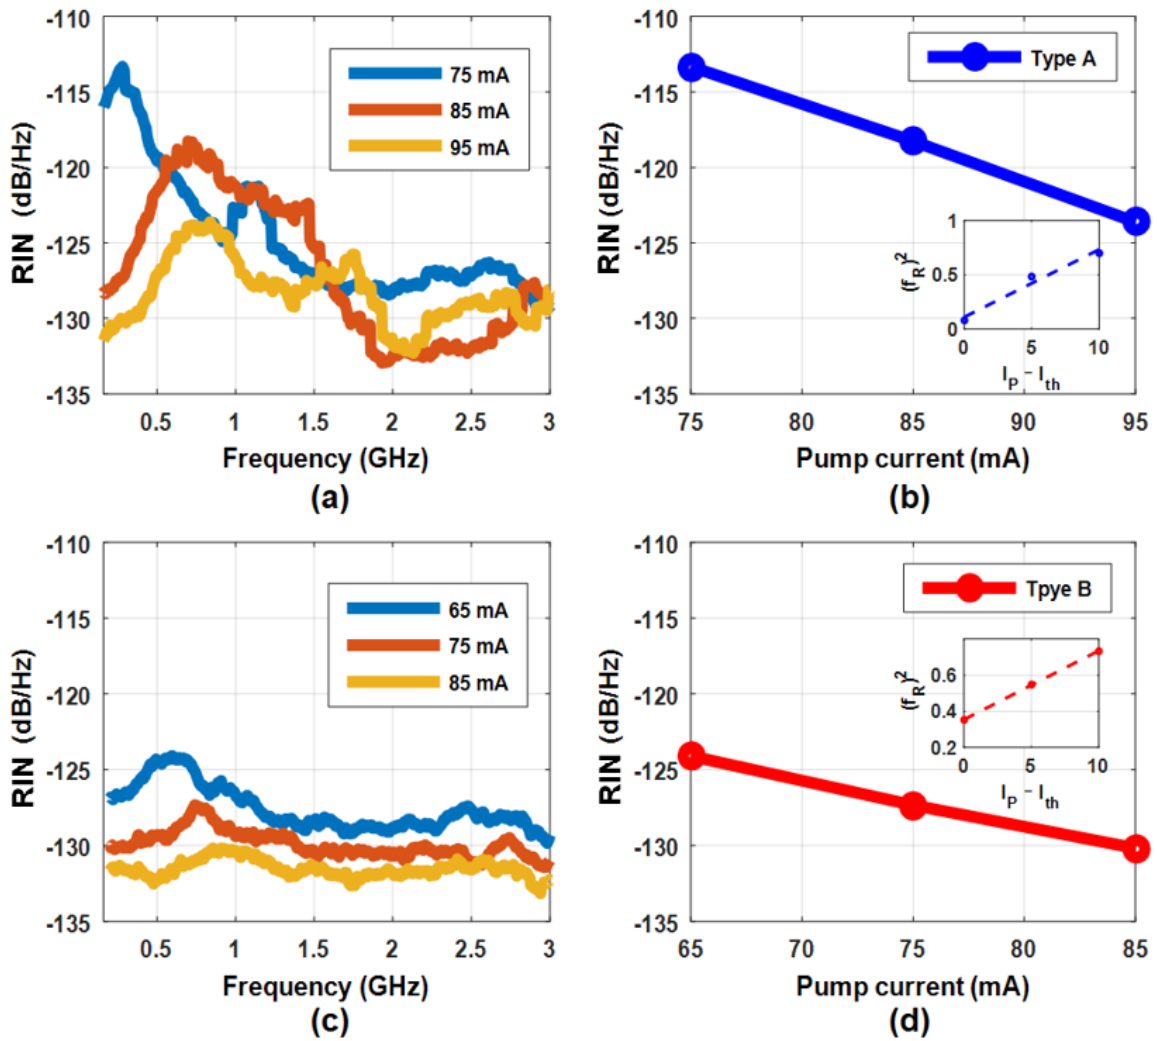 -110
-115
-120
-125
-130
-135
RIN (dB/Hz)
75 mA
85 mA
95 mA
0.5
1
1.5
2
2.5
3
Frequency (GHz)
(a)
-110
-115
-120
-125
-130
-135
RIN (dB/Hz)
Type A
1
0.5
0
(f_R)^2
0
5
10
I_P - I_th
75
80
85
90
95
Pump current (mA)
(b)
-110
-115
-120
-125
-130
-135
RIN (dB/Hz)
65 mA
75 mA
85 mA
0.5
1
1.5
2
2.5
3
Frequency (GHz)
(c)
-110
-115
-120
-125
-130
-135
RIN (dB/Hz)
Tpye B
0.6
0.4
0.2
(f_R)^2
0
5
10
I_P - I_th
65
70
75
80
85
Pump current (mA)
(d)